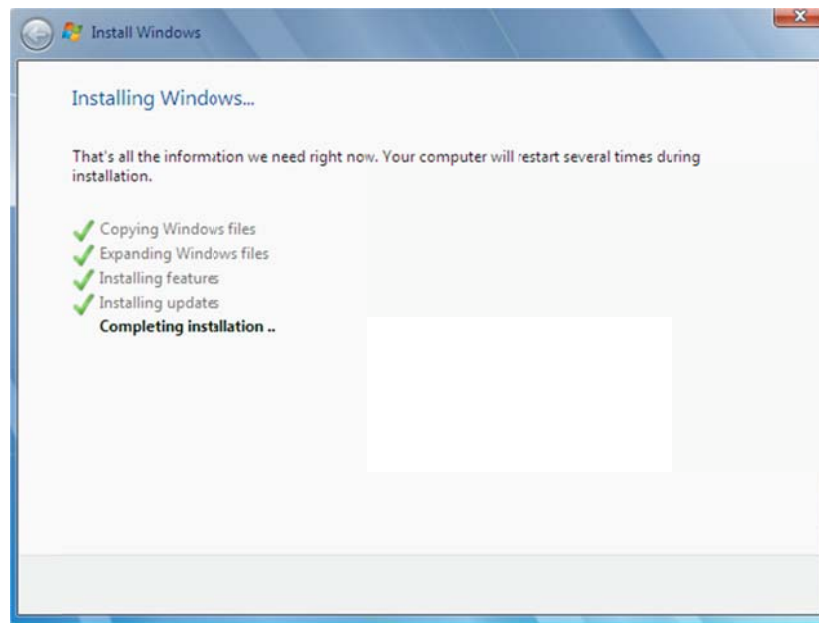 Install Windows
Installing Windows...
That's all the information we need right now. Your computer will restart several times during
installation.
Copying Windows files
Expanding Windows files
Installing features
Installing updates
Completing installation ..